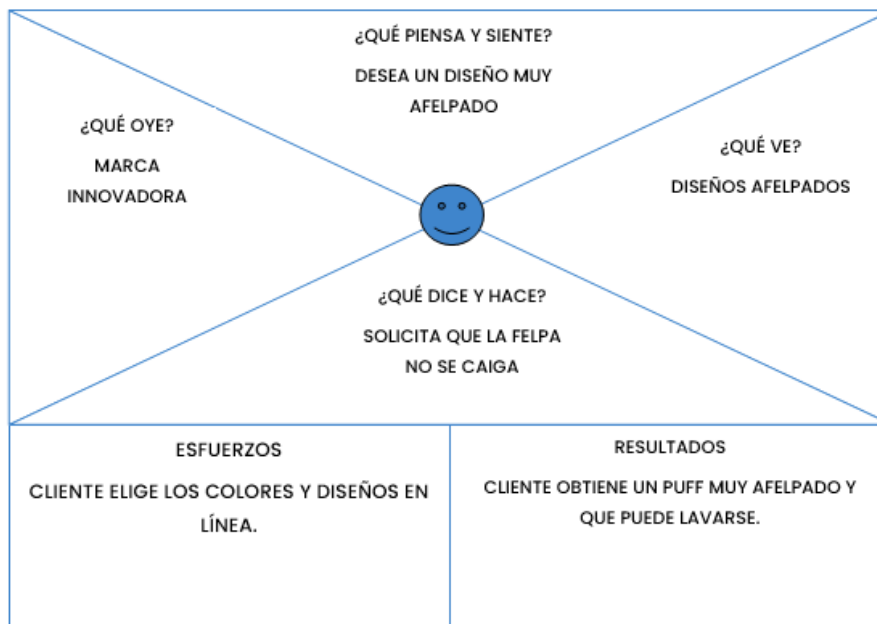 ¿QUÉ PIENSA Y SIENTE?
DESEA UN DISEÑO MUY
AFELPADO
¿QUÉ OYE?
MARCA
INNOVADORA
¿QUÉ VE?
DISEÑOS AFELPADOS
¿QUÉ DICE Y HACE?
SOLICITA QUE LA FELPA
NO SE CAIGA
ESFUERZOS
CLIENTE ELIGE LOS COLORES Y DISEÑOS EN
LÍNEA.
RESULTADOS
CLIENTE OBTIENE UN PUFF MUY AFELPADO Y
QUE PUEDE LAVARSE.